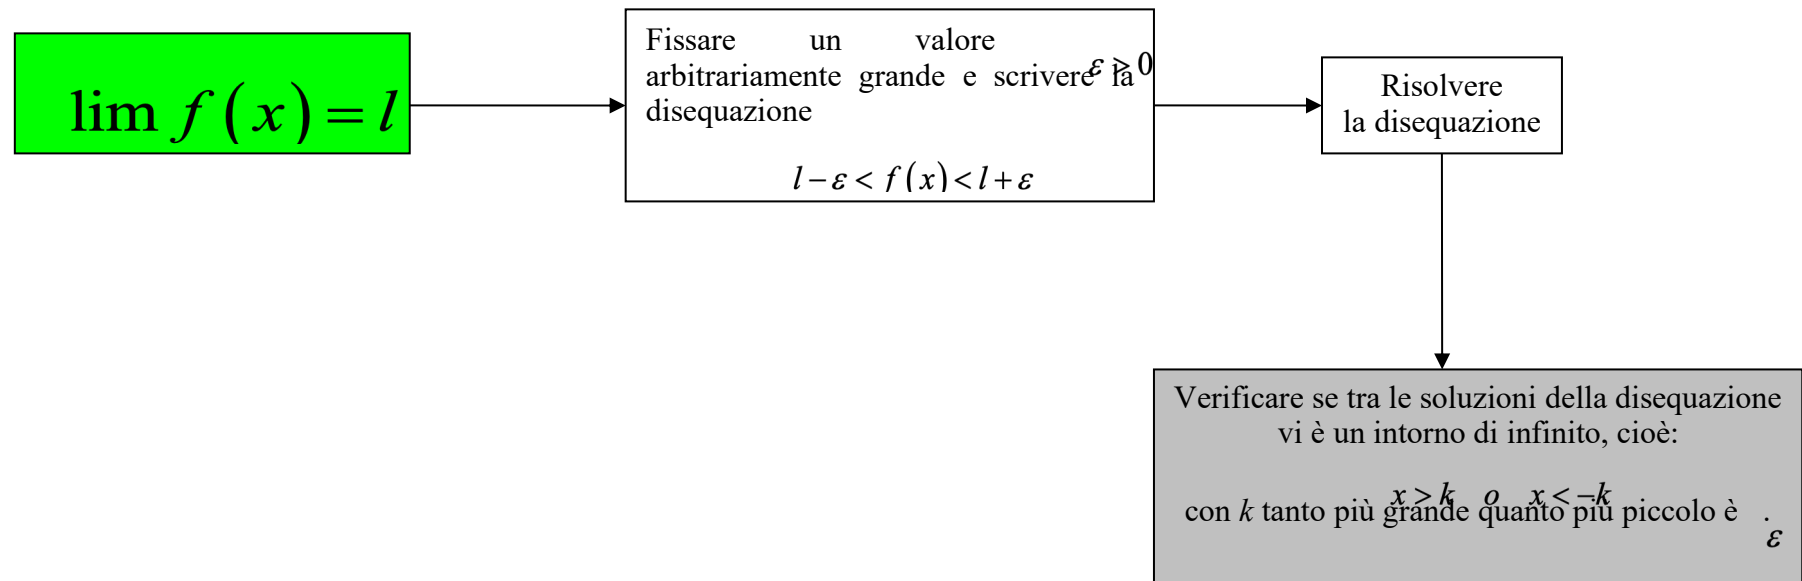 lim f(x) = l
Fissare un valore ε > 0
arbitrariamente grande e scrivere la
disequazione
l − ε < f(x) < l + ε
Risolvere
la disequazione
Verificare se tra le soluzioni della disequazione
vi è un intorno di infinito, cioè:
x > k o x < −k
con k tanto più grande quanto più piccolo è ε.